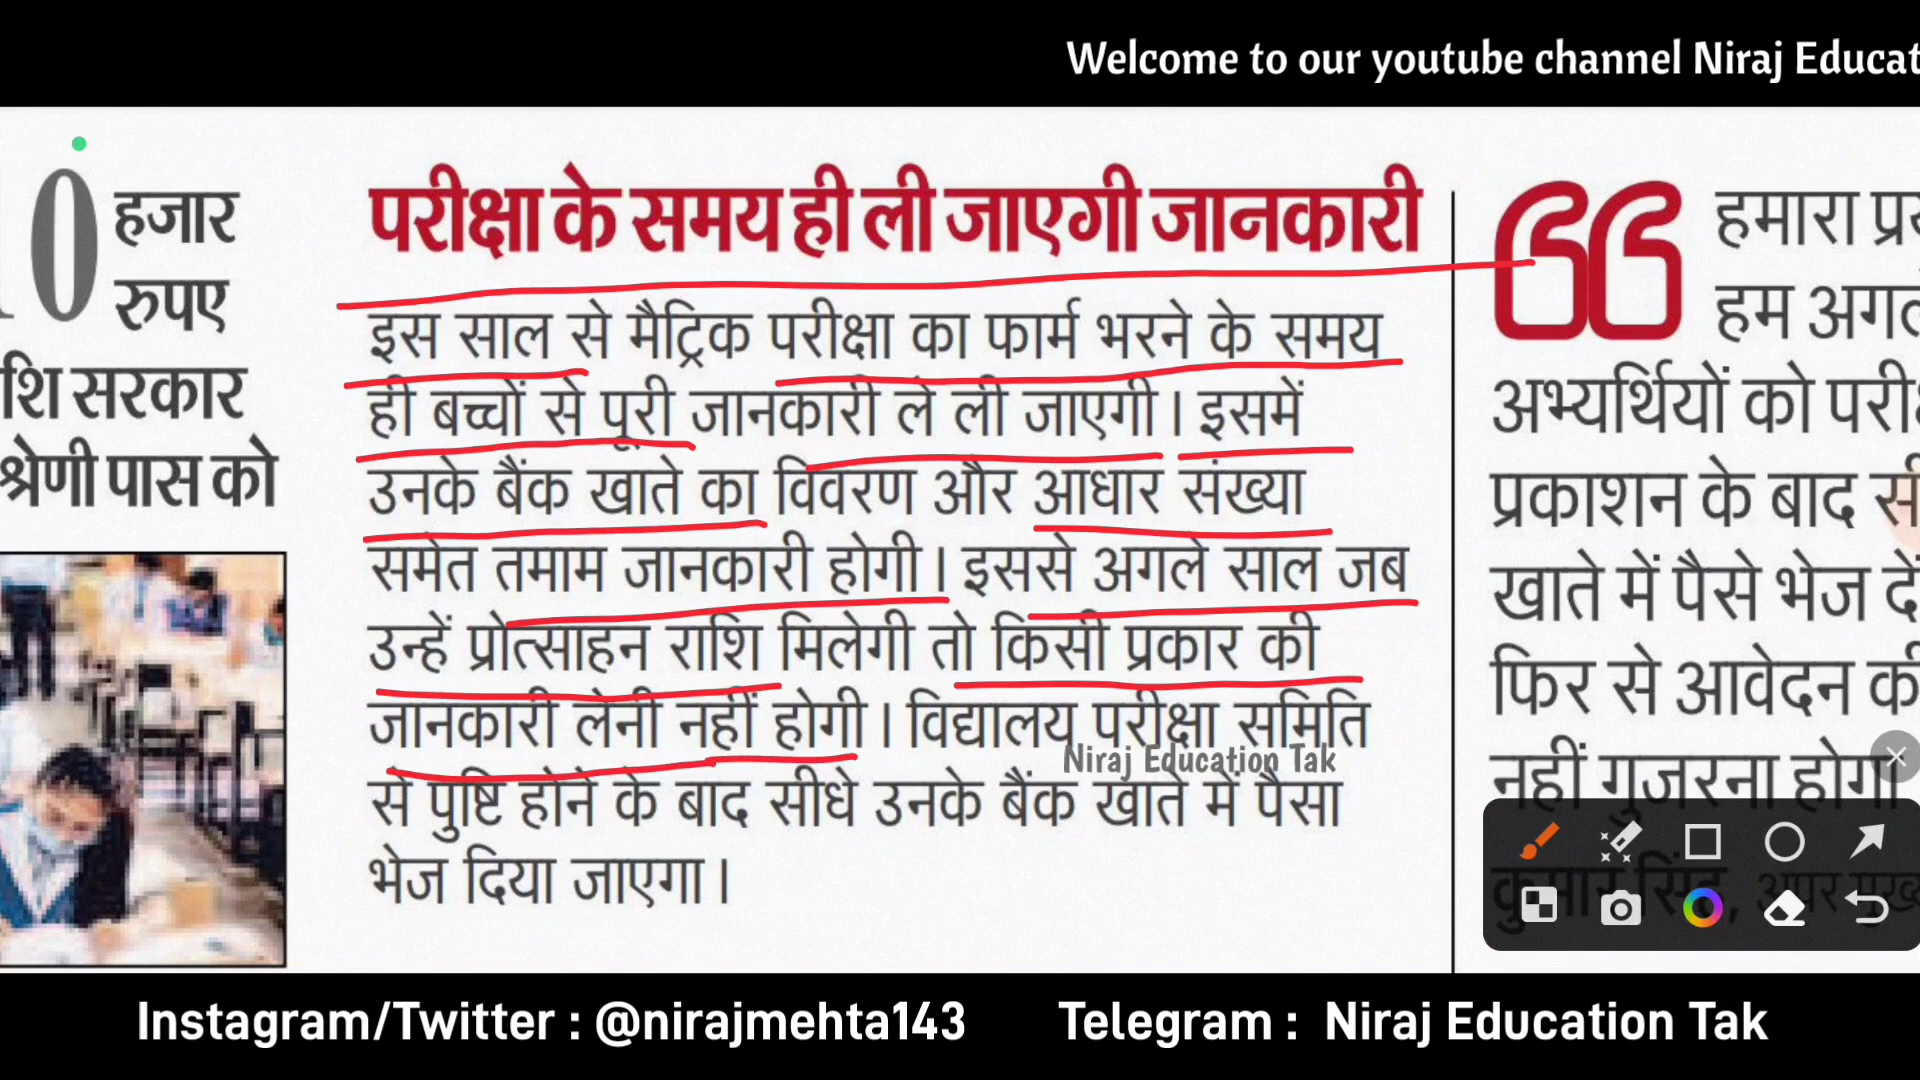 Welcome to our youtube channel Niraj Educat
10 हजार
रुपए
शि सरकार
श्रेणी पास को
परीक्षा के समय ही ली जाएगी जानकारी
इस साल से मैट्रिक परीक्षा का फार्म भरने के समय
ही बच्चों से पूरी जानकारी ले ली जाएगी। इसमें
उनके बैंक खाते का विवरण और आधार संख्या
समेत तमाम जानकारी होगी। इससे अगले साल जब
उन्हें प्रोत्साहन राशि मिलेगी तो किसी प्रकार की
जानकारी लेनी नहीं होगी। विद्यालय परीक्षा समिति
से पुष्टि होने के बाद सीधे उनके बैंक खाते में पैसा
भेज दिया जाएगा।
Niraj Education Tak
हमारा प्र
हम अगल
अभ्यर्थियों को परी
प्रकाशन के बाद सी
खाते में पैसे भेज दें
फिर से आवेदन की
नहीं गुजरना होगा
कुमार सिंह, अपर मुख्य
Instagram/Twitter : @nirajmehta143
Telegram : Niraj Education Tak